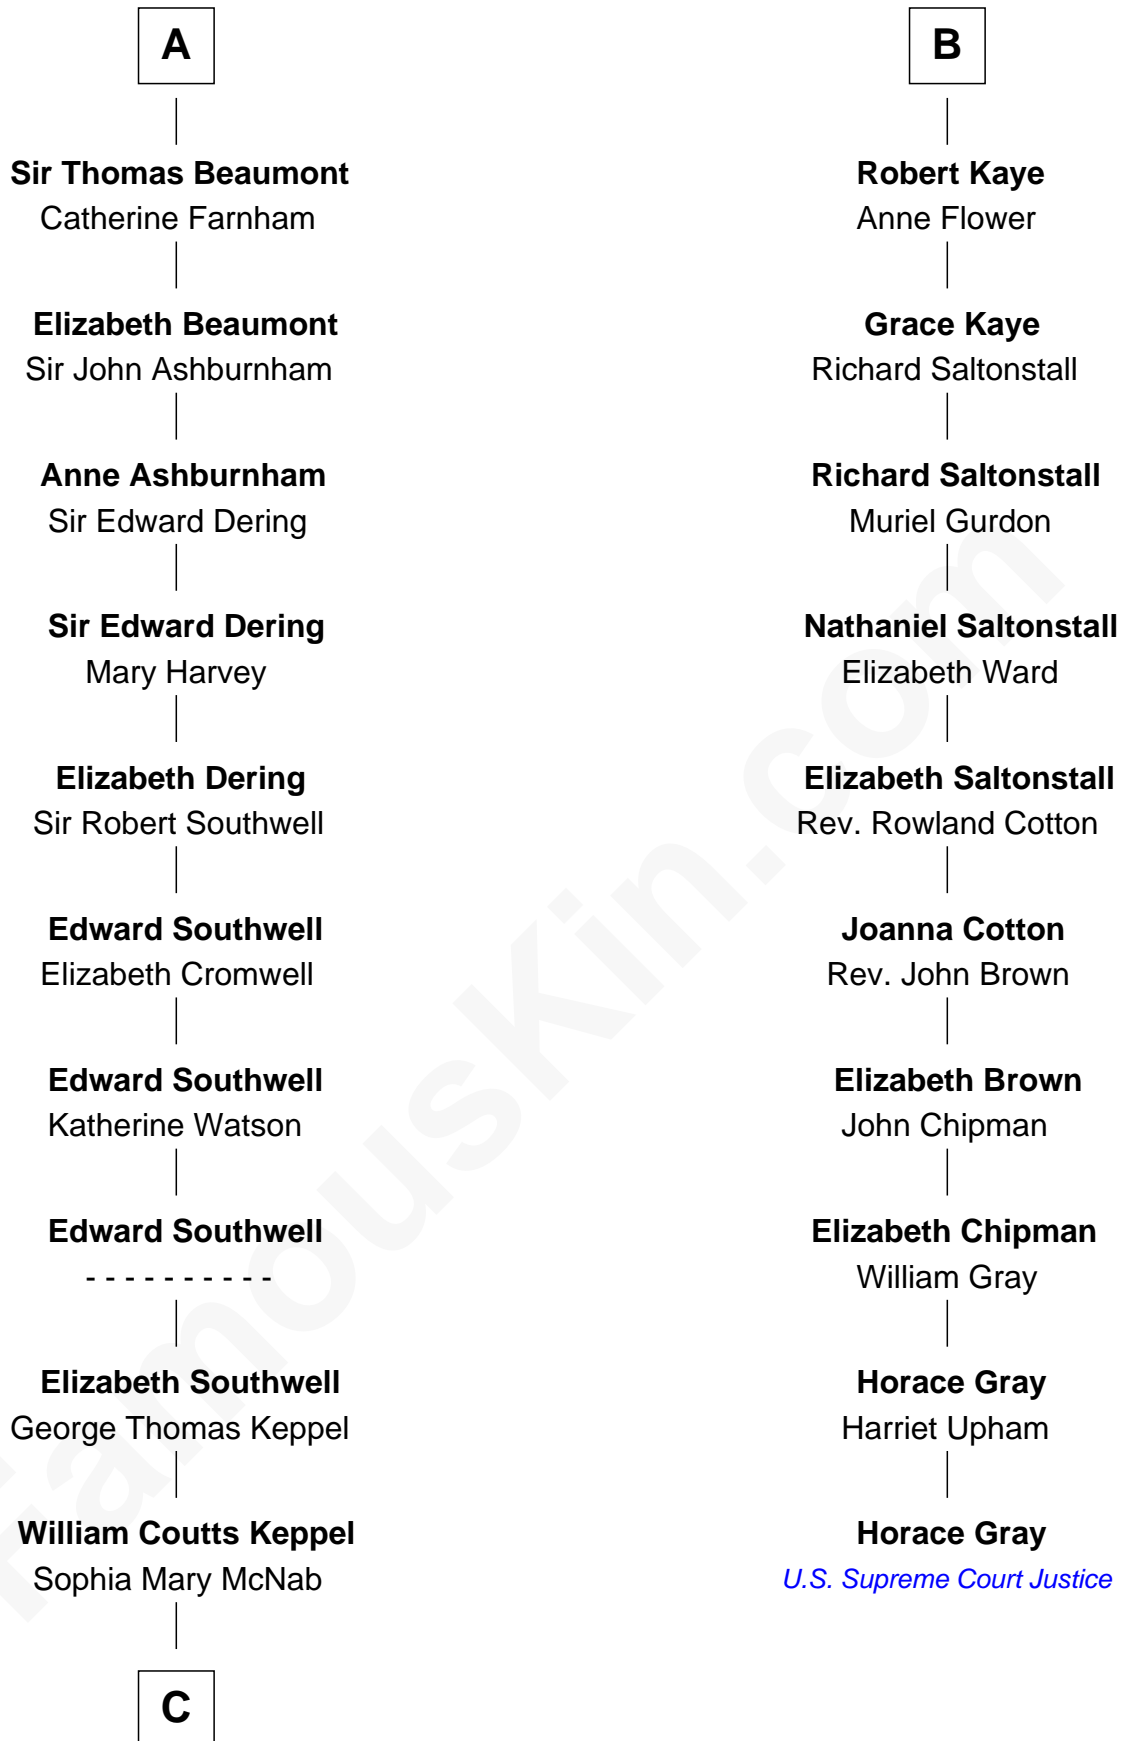 A
Sir Thomas Beaumont
Catherine Farnham
Elizabeth Beaumont
Sir John Ashburnham
Anne Ashburnham
Sir Edward Dering
Sir Edward Dering
Mary Harvey
Elizabeth Dering
Sir Robert Southwell
Edward Southwell
Elizabeth Cromwell
Edward Southwell
Katherine Watson
Edward Southwell
- - - - - - - - - -
Elizabeth Southwell
George Thomas Keppel
William Coutts Keppel
Sophia Mary McNab
C
B
Robert Kaye
Anne Flower
Grace Kaye
Richard Saltonstall
Richard Saltonstall
Muriel Gurdon
Nathaniel Saltonstall
Elizabeth Ward
Elizabeth Saltonstall
Rev. Rowland Cotton
Joanna Cotton
Rev. John Brown
Elizabeth Brown
John Chipman
Elizabeth Chipman
William Gray
Horace Gray
Harriet Upham
Horace Gray
U.S. Supreme Court Justice
FamousKin.com